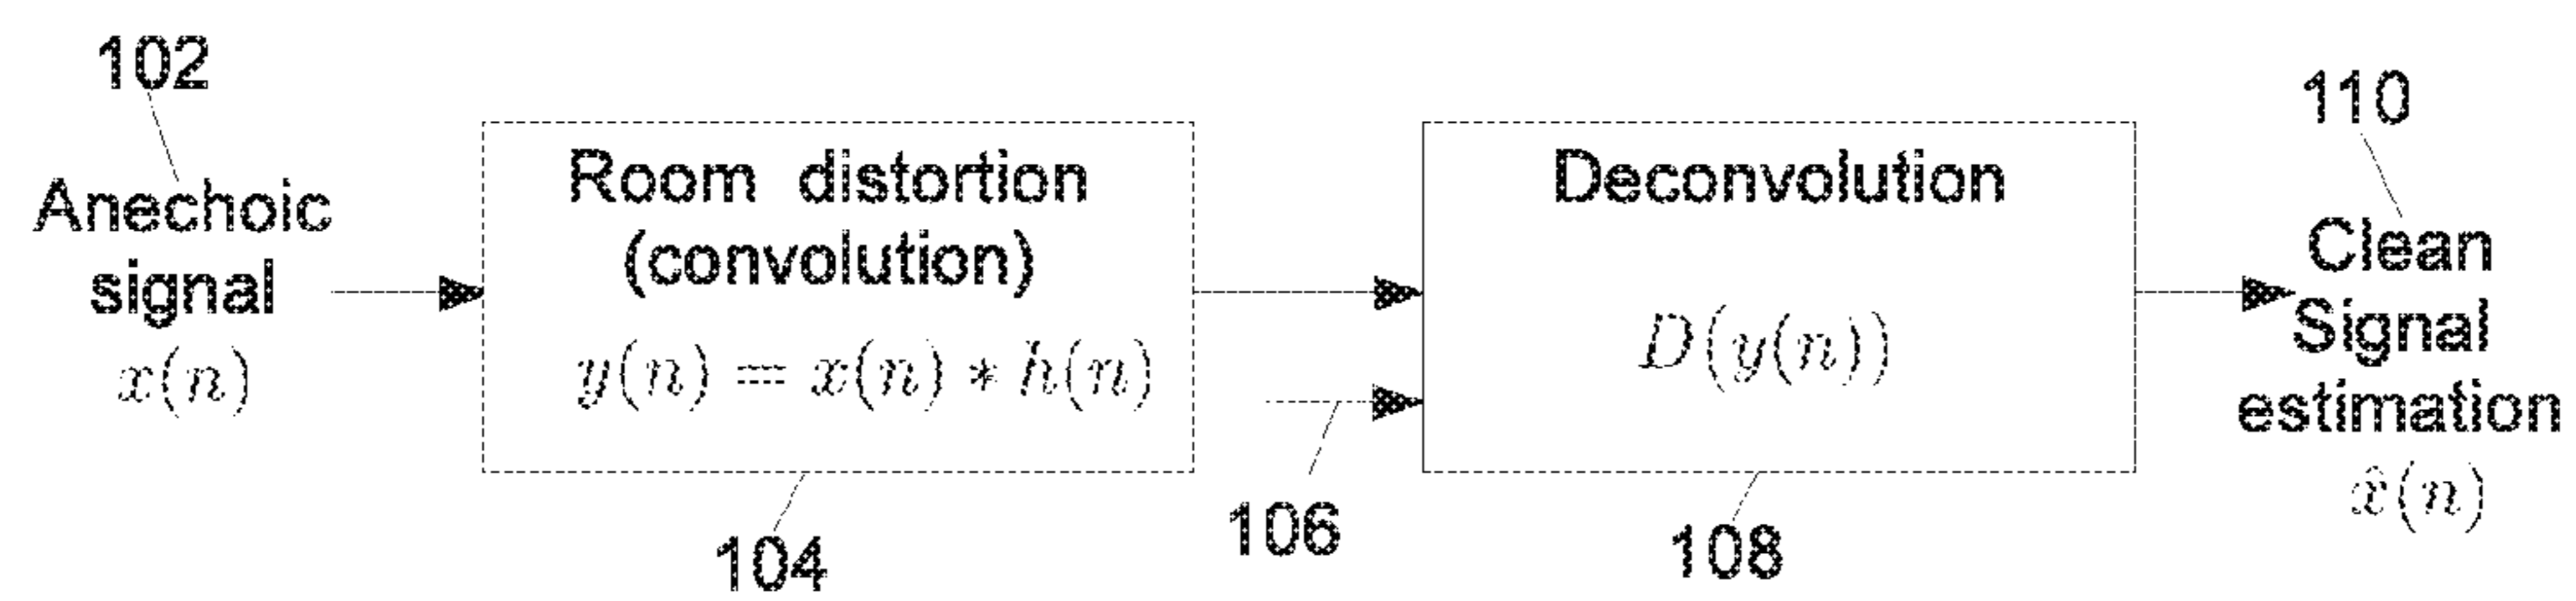 102
Anechoic
signal
x(n)
Room distortion
(convolution)
y(n) = x(n) * h(n)
104
106
Deconvolution
D(y(n))
108
110
Clean
Signal
estimation
x̂(n)